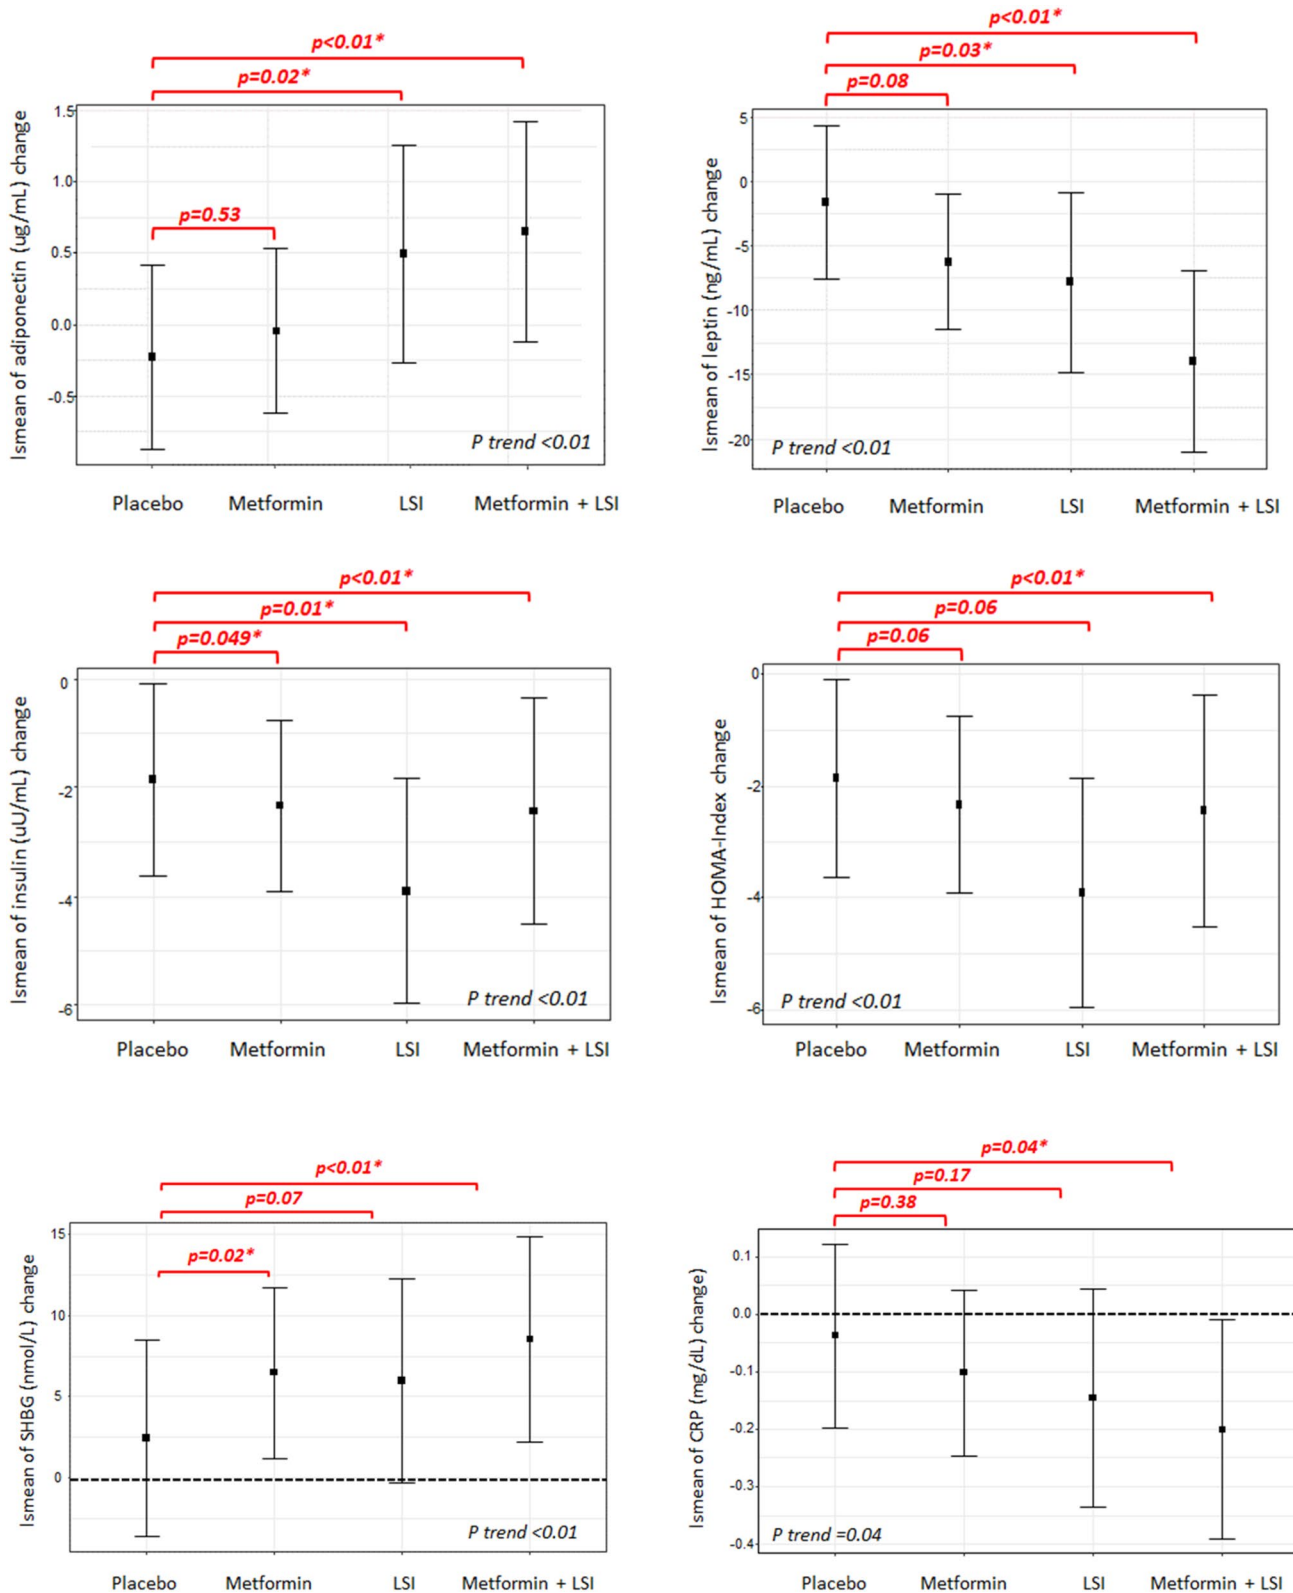 p<0.01*
p=0.02*
p=0.53
lsmean of adiponectin (ug/mL) change
1.5
1.0
0.5
0.0
-0.5
P trend <0.01
Placebo Metformin LSI Metformin + LSI
p<0.01*
p=0.03*
p=0.08
lsmean of leptin (ng/mL) change
5
0
-5
-10
-15
-20
P trend <0.01
Placebo Metformin LSI Metformin + LSI
p<0.01*
p=0.01*
p=0.049*
lsmean of insulin (uU/mL) change
0
-2
-4
-6
P trend <0.01
Placebo Metformin LSI Metformin + LSI
p<0.01*
p=0.06
p=0.06
lsmean of HOMA-Index change
0
-2
-4
-6
P trend <0.01
Placebo Metformin LSI Metformin + LSI
p<0.01*
p=0.07
p=0.02*
lsmean of SHBG (nmol/L) change
15
10
5
0
P trend <0.01
Placebo Metformin LSI Metformin + LSI
p=0.04*
p=0.17
p=0.38
lsmean of CRP (mg/dL) change)
0.1
0.0
-0.1
-0.2
-0.3
-0.4
P trend =0.04
Placebo Metformin LSI Metformin + LSI